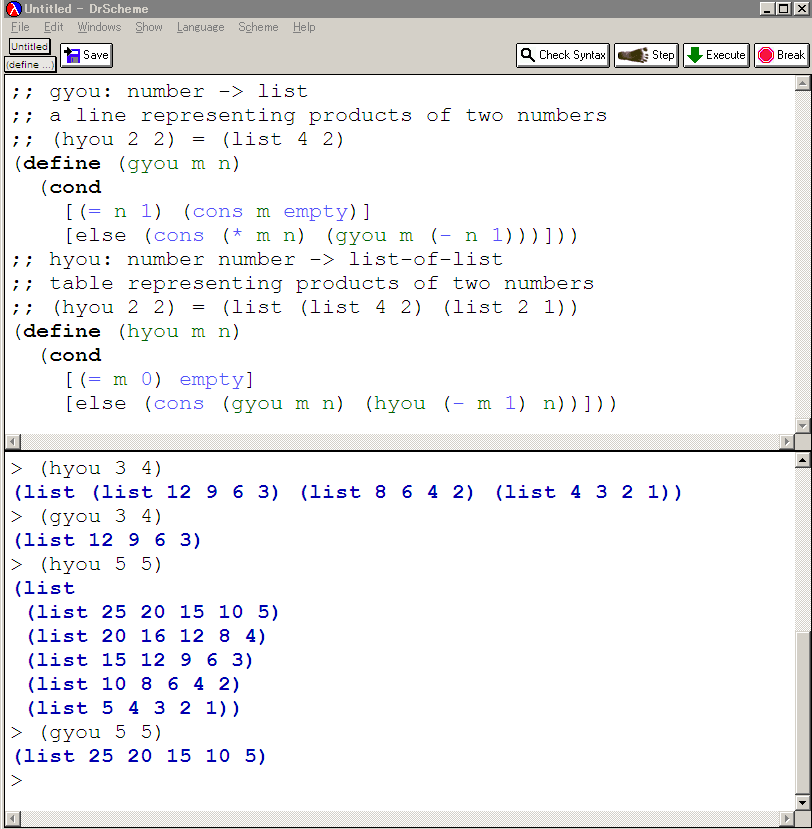 Untitled - DrScheme
File Edit Windows Show Language Scheme Help
Untitled
(define ...)
Save
Check Syntax
Step
Execute
Break
;; gyou: number -> list
;; a line representing products of two numbers
;; (hyou 2 2) = (list 4 2)
(define (gyou m n)
  (cond
    [(= n 1) (cons m empty)]
    [else (cons (* m n) (gyou m (- n 1)))]))
;; hyou: number number -> list-of-list
;; table representing products of two numbers
;; (hyou 2 2) = (list (list 4 2) (list 2 1))
(define (hyou m n)
  (cond
    [(= m 0) empty]
    [else (cons (gyou m n) (hyou (- m 1) n))]))
> (hyou 3 4)
(list (list 12 9 6 3) (list 8 6 4 2) (list 4 3 2 1))
> (gyou 3 4)
(list 12 9 6 3)
> (hyou 5 5)
(list
 (list 25 20 15 10 5)
 (list 20 16 12 8 4)
 (list 15 12 9 6 3)
 (list 10 8 6 4 2)
 (list 5 4 3 2 1))
> (gyou 5 5)
(list 25 20 15 10 5)
>